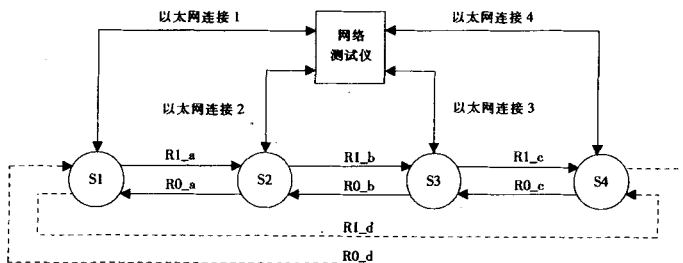 以太网连接 1
以太网连接 4
网络
测试仪
以太网连接 2
以太网连接 3
R1_a
R1_b
R1_c
S1
S2
S3
S4
R0_a
R0_b
R0_c
R1_d
R0_d